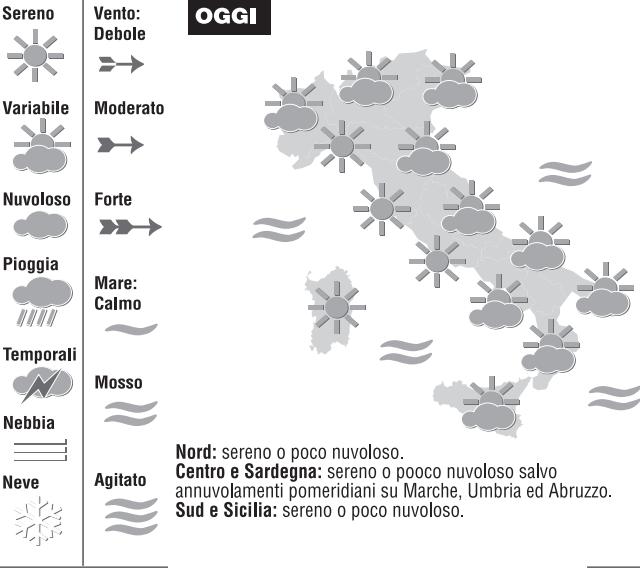 Sereno
Variabile
Nuvoloso
Pioggia
Temporali
Nebbia
Neve
Vento:
Debole
Moderato
Forte
Mare:
Calmo
Mosso
Agitato
OGGI
Nord: sereno o poco nuvoloso.
Centro e Sardegna: sereno o pooco nuvoloso salvo
annuvolamenti pomeridiani su Marche, Umbria ed Abruzzo.
Sud e Sicilia: sereno o poco nuvoloso.